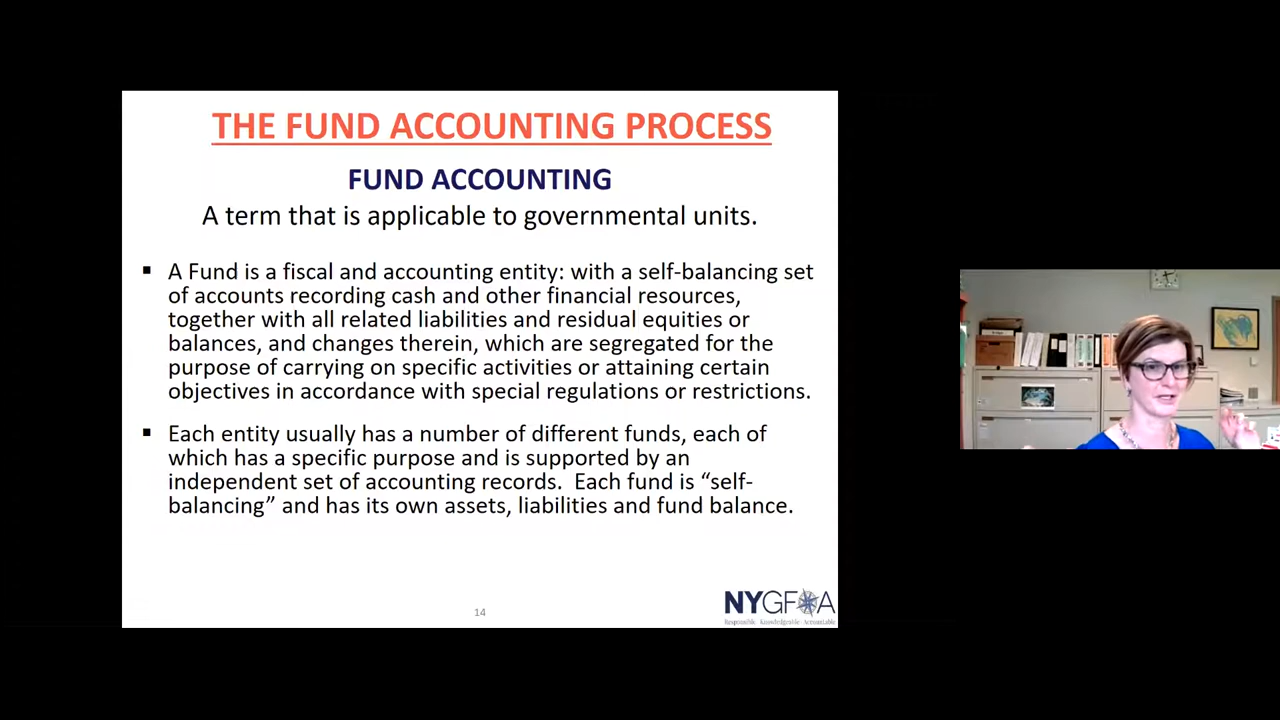 THE FUND ACCOUNTING PROCESS
FUND ACCOUNTING
A term that is applicable to governmental units.
▪ A Fund is a fiscal and accounting entity: with a self-balancing set
of accounts recording cash and other financial resources,
together with all related liabilities and residual equities or
balances, and changes therein, which are segregated for the
purpose of carrying on specific activities or attaining certain
objectives in accordance with special regulations or restrictions.
▪ Each entity usually has a number of different funds, each of
which has a specific purpose and is supported by an
independent set of accounting records.  Each fund is “self-
balancing” and has its own assets, liabilities and fund balance.
14
NYGFOA
Responsible · Knowledgeable · Accountable